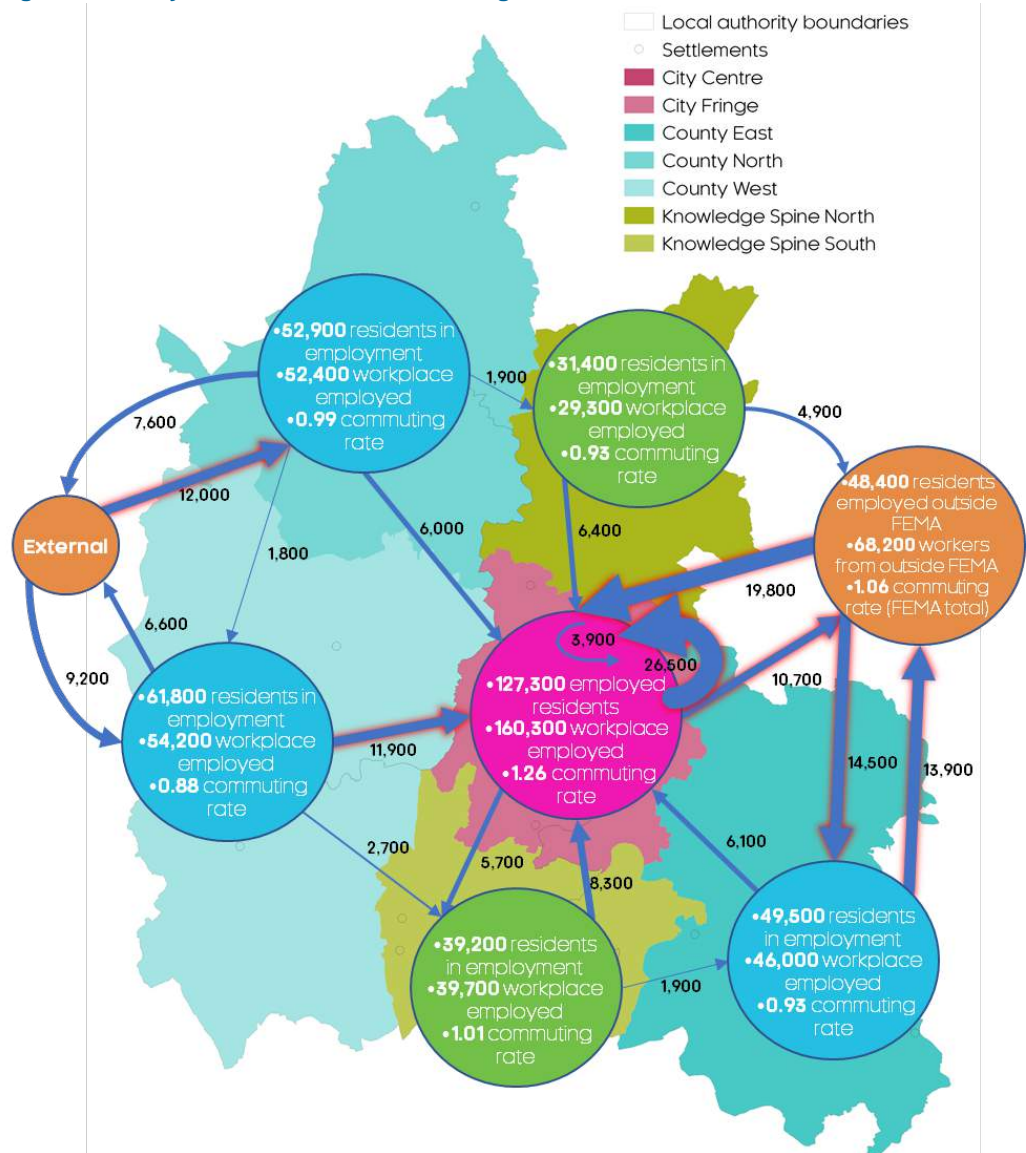 Local authority boundaries
Settlements
City Centre
City Fringe
County East
County North
County West
Knowledge Spine North
Knowledge Spine South
•52,900 residents in
employment
•52,400 workplace
employed
•0.99 commuting
rate
1,900
•31,400 residents in
employment
•29,300 workplace
employed
•0.93 commuting
rate
4,900
7,600
12,000
External
1,800
6,000
6,400
•48,400 residents
employed outside
FEMA
•68,200 workers
from outside FEMA
•1.06 commuting
rate (FEMA total)
19,800
6,600
9,200
3,900
26,500
10,700
•61,800 residents in
employment
•54,200 workplace
employed
•0.88 commuting
rate
11,900
•127,300 employed
residents
•160,300 workplace
employed
•1.26 commuting
rate
14,500
13,900
2,700
5,700
8,300
6,100
•39,200 residents
in employment
•39,700 workplace
employed
•1.01 commuting
rate
1,900
•49,500 residents
in employment
•46,000 workplace
employed
•0.93 commuting
rate